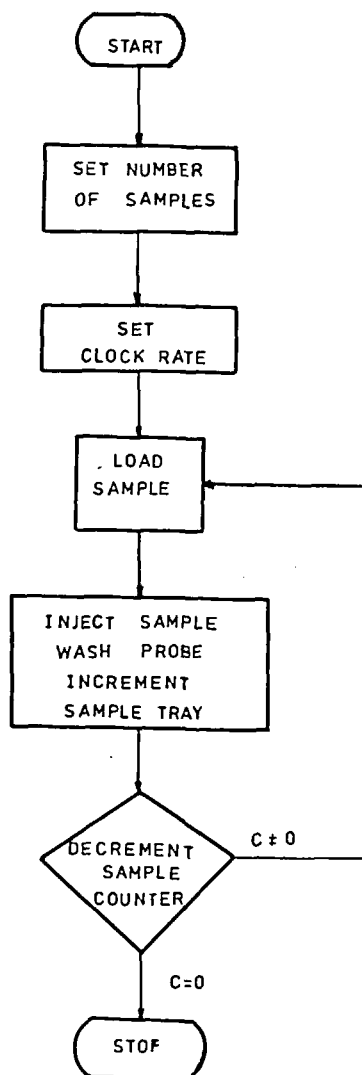 START
SET NUMBER
OF SAMPLES
SET
CLOCK RATE
LOAD
SAMPLE
INJECT SAMPLE
WASH PROBE
INCREMENT
SAMPLE TRAY
DECREMENT
SAMPLE
COUNTER
C ≠ 0
C=0
STOP